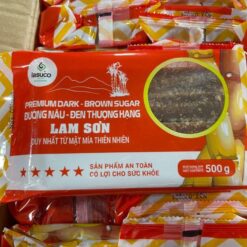 lasuco
PREMIUM DARK - BROWN SUGAR
ĐƯỜNG NÂU - ĐEN THƯỢNG HẠNG
LAM SƠN
DUY NHẤT TỪ MẬT MÍA THIÊN NHIÊN
SẢN PHẨM AN TOÀN
CÓ LỢI CHO SỨC KHỎE
500 g